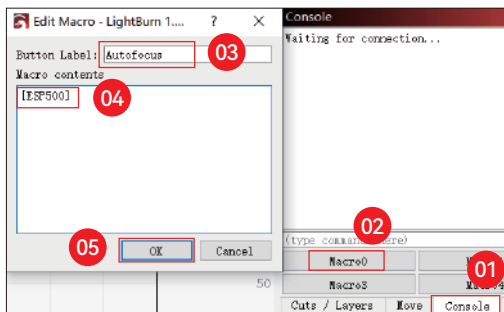 Edit Macro - LightBurn 1.... ? ×
Button Label: Autofocus
03
Macro contents
[ESP500]
04
05
OK
Cancel
Console
Waiting for connection...
02
(type command here)
Macro0
01
Macro3
50
Cuts / Layers Move Console